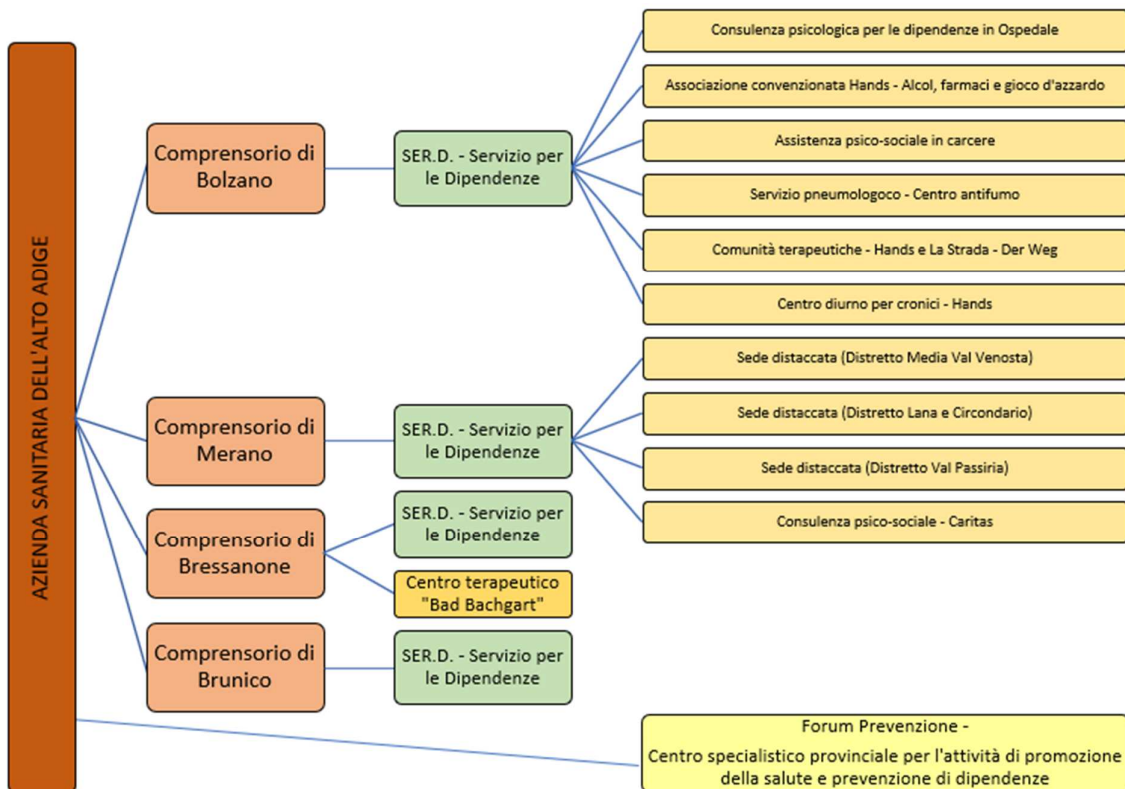 AZIENDA SANITARIA DELL'ALTO ADIGE
Comprensorio di
Bolzano
SER.D. - Servizio per
le Dipendenze
Consulenza psicologica per le dipendenze in Ospedale
Associazione convenzionata Hands - Alcol, farmaci e gioco d'azzardo
Assistenza psico-sociale in carcere
Servizio pneumologoco - Centro antifumo
Comunità terapeutiche - Hands e La Strada - Der Weg
Centro diurno per cronici - Hands
Comprensorio di
Merano
SER.D. - Servizio per
le Dipendenze
Sede distaccata (Distretto Media Val Venosta)
Sede distaccata (Distretto Lana e Circondario)
Sede distaccata (Distretto Val Passiria)
Consulenza psico-sociale - Caritas
Comprensorio di
Bressanone
SER.D. - Servizio per
le Dipendenze
Centro terapeutico
"Bad Bachgart"
Comprensorio di
Brunico
SER.D. - Servizio per
le Dipendenze
Forum Prevenzione -
Centro specialistico provinciale per l'attività di promozione
della salute e prevenzione di dipendenze